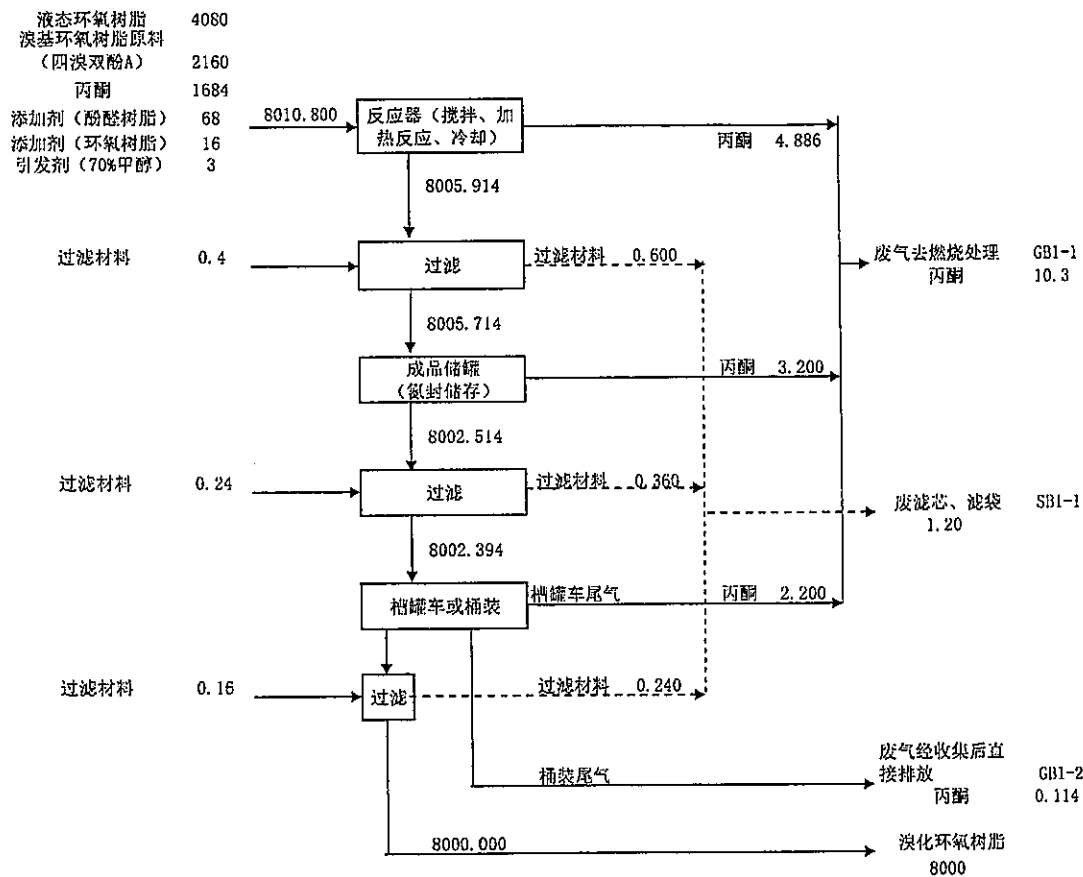 液态环氧树脂 4080
溴基环氧树脂原料
（四溴双酚A） 2160
丙酮 1684
添加剂（酚醛树脂） 68
添加剂（环氧树脂） 16
引发剂（70%甲醇） 3
8010.800
反应器（搅拌、加
热反应、冷却）
丙酮 4.886
8005.914
过滤材料 0.4
过滤
过滤材料 0.600
废气去燃烧处理 GB1-1
丙酮 10.3
8005.714
成品储罐
（氮封储存）
丙酮 3.200
8002.514
过滤材料 0.24
过滤
过滤材料 0.360
废滤芯、滤袋 SB1-1
1.20
8002.394
槽罐车或桶装
槽罐车尾气 丙酮 2.200
过滤材料 0.16
过滤
过滤材料 0.240
桶装尾气
废气经收集后直
接排放 GB1-2
丙酮 0.114
8000.000
溴化环氧树脂
8000